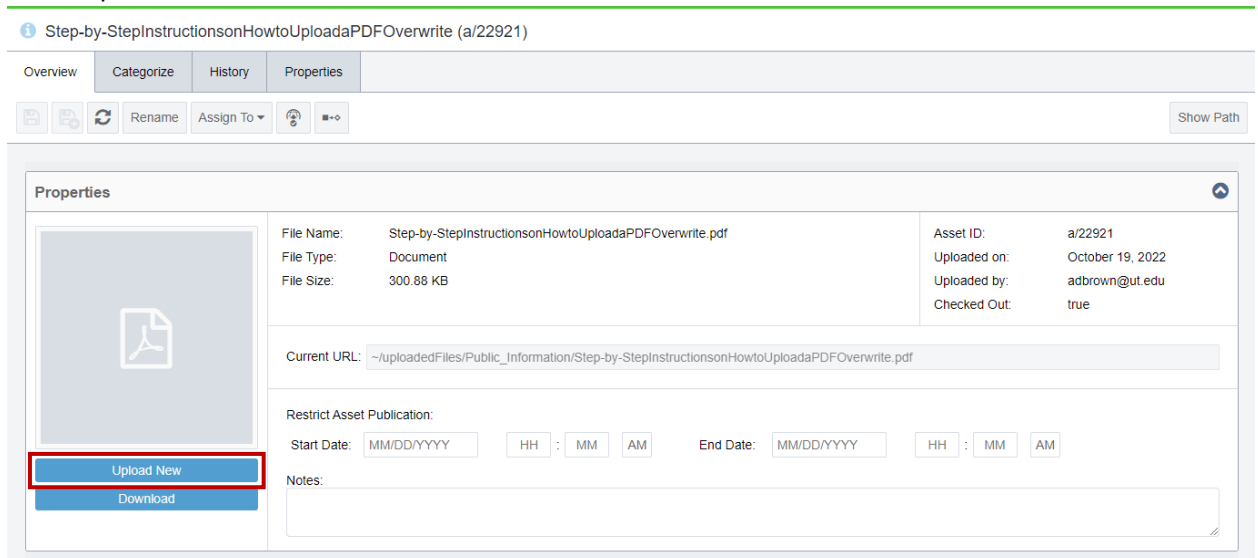 Step-by-StepInstructionsonHowtoUploadaPDFOverwrite (a/22921)
Overview Categorize History Properties
Rename Assign To Show Path
Properties
File Name: Step-by-StepInstructionsonHowtoUploadaPDFOverwrite.pdf
File Type: Document
File Size: 300.88 KB
Asset ID: a/22921
Uploaded on: October 19, 2022
Uploaded by: adbrown@ut.edu
Checked Out: true
Current URL: ~/uploadedFiles/Public_Information/Step-by-StepInstructionsonHowtoUploadaPDFOverwrite.pdf
Restrict Asset Publication:
Start Date: MM/DD/YYYY HH : MM AM End Date: MM/DD/YYYY HH : MM AM
Notes:
Upload New
Download